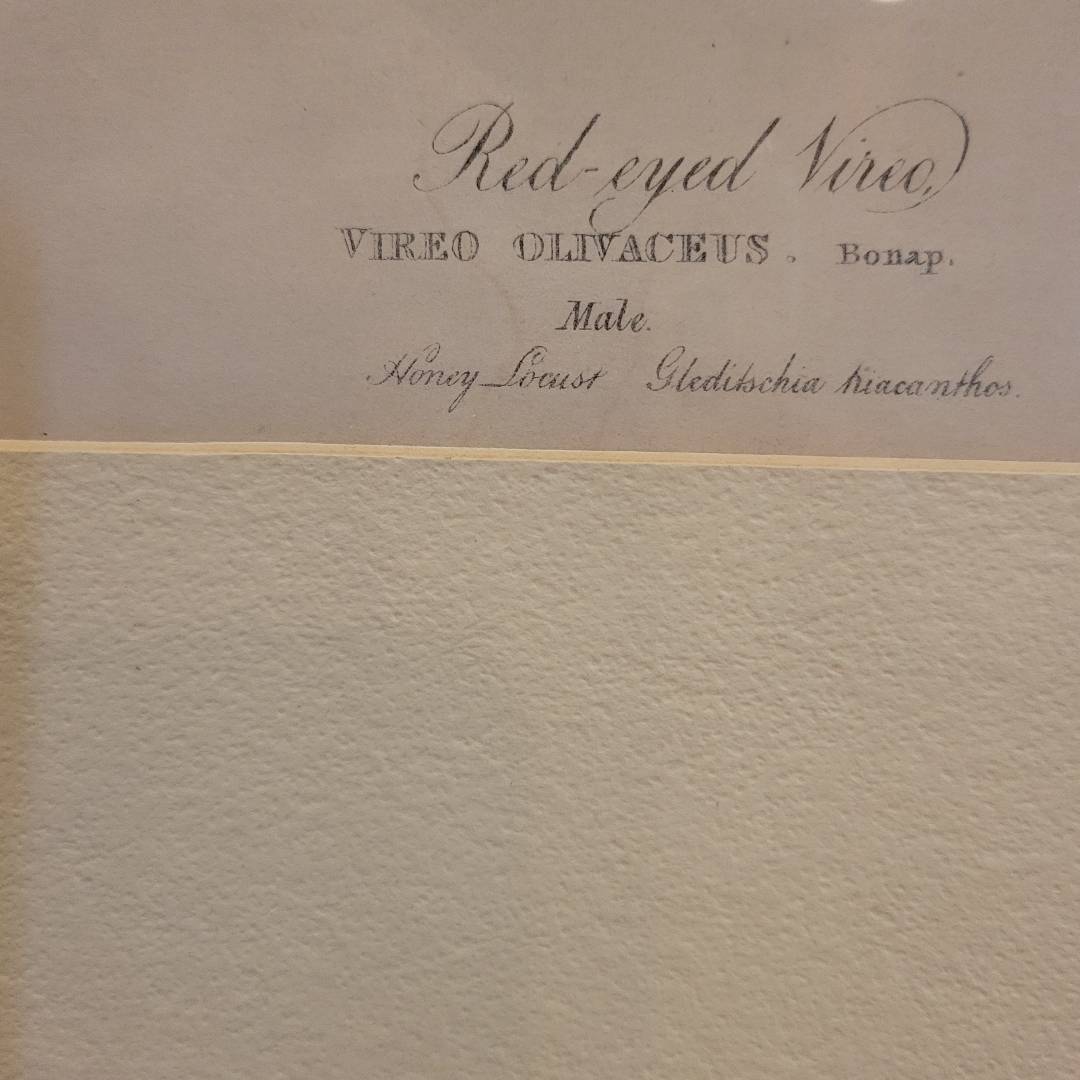 Red-eyed Vireo,
VIREO OLIVACEUS. Bonap.
Male.
Honey Locust Gleditschia triacanthos.